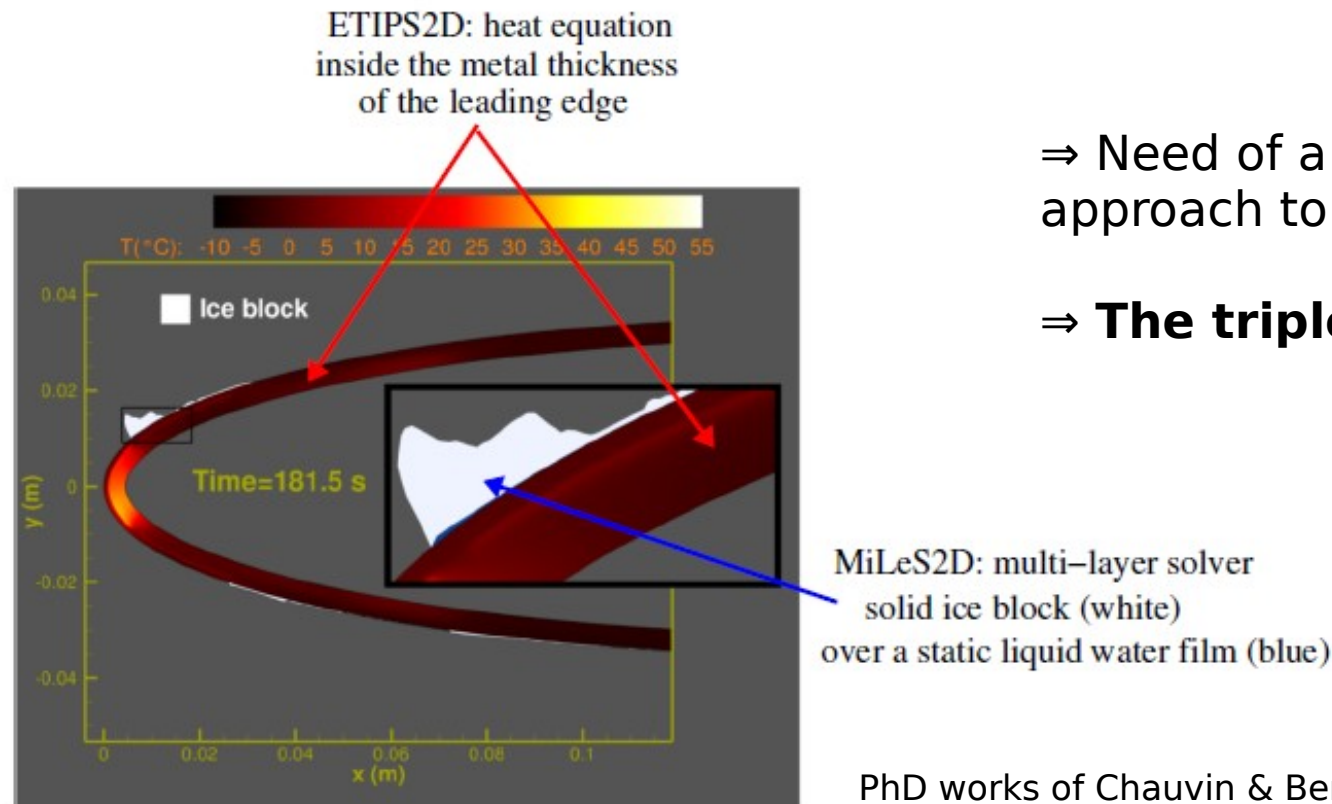 ETIPS2D: heat equation
inside the metal thickness
of the leading edge
⇒ Need of a
approach to
⇒ The triple
T(°C): -10 -5 0 5 10 15 20 25 30 35 40 45 50 55
Ice block
0.04
0.02
0
-0.02
-0.04
y (m)
Time=181.5 s
0 0.02 0.04 0.06 0.08 0.1
x (m)
MiLeS2D: multi−layer solver
solid ice block (white)
over a static liquid water film (blue)
PhD works of Chauvin &